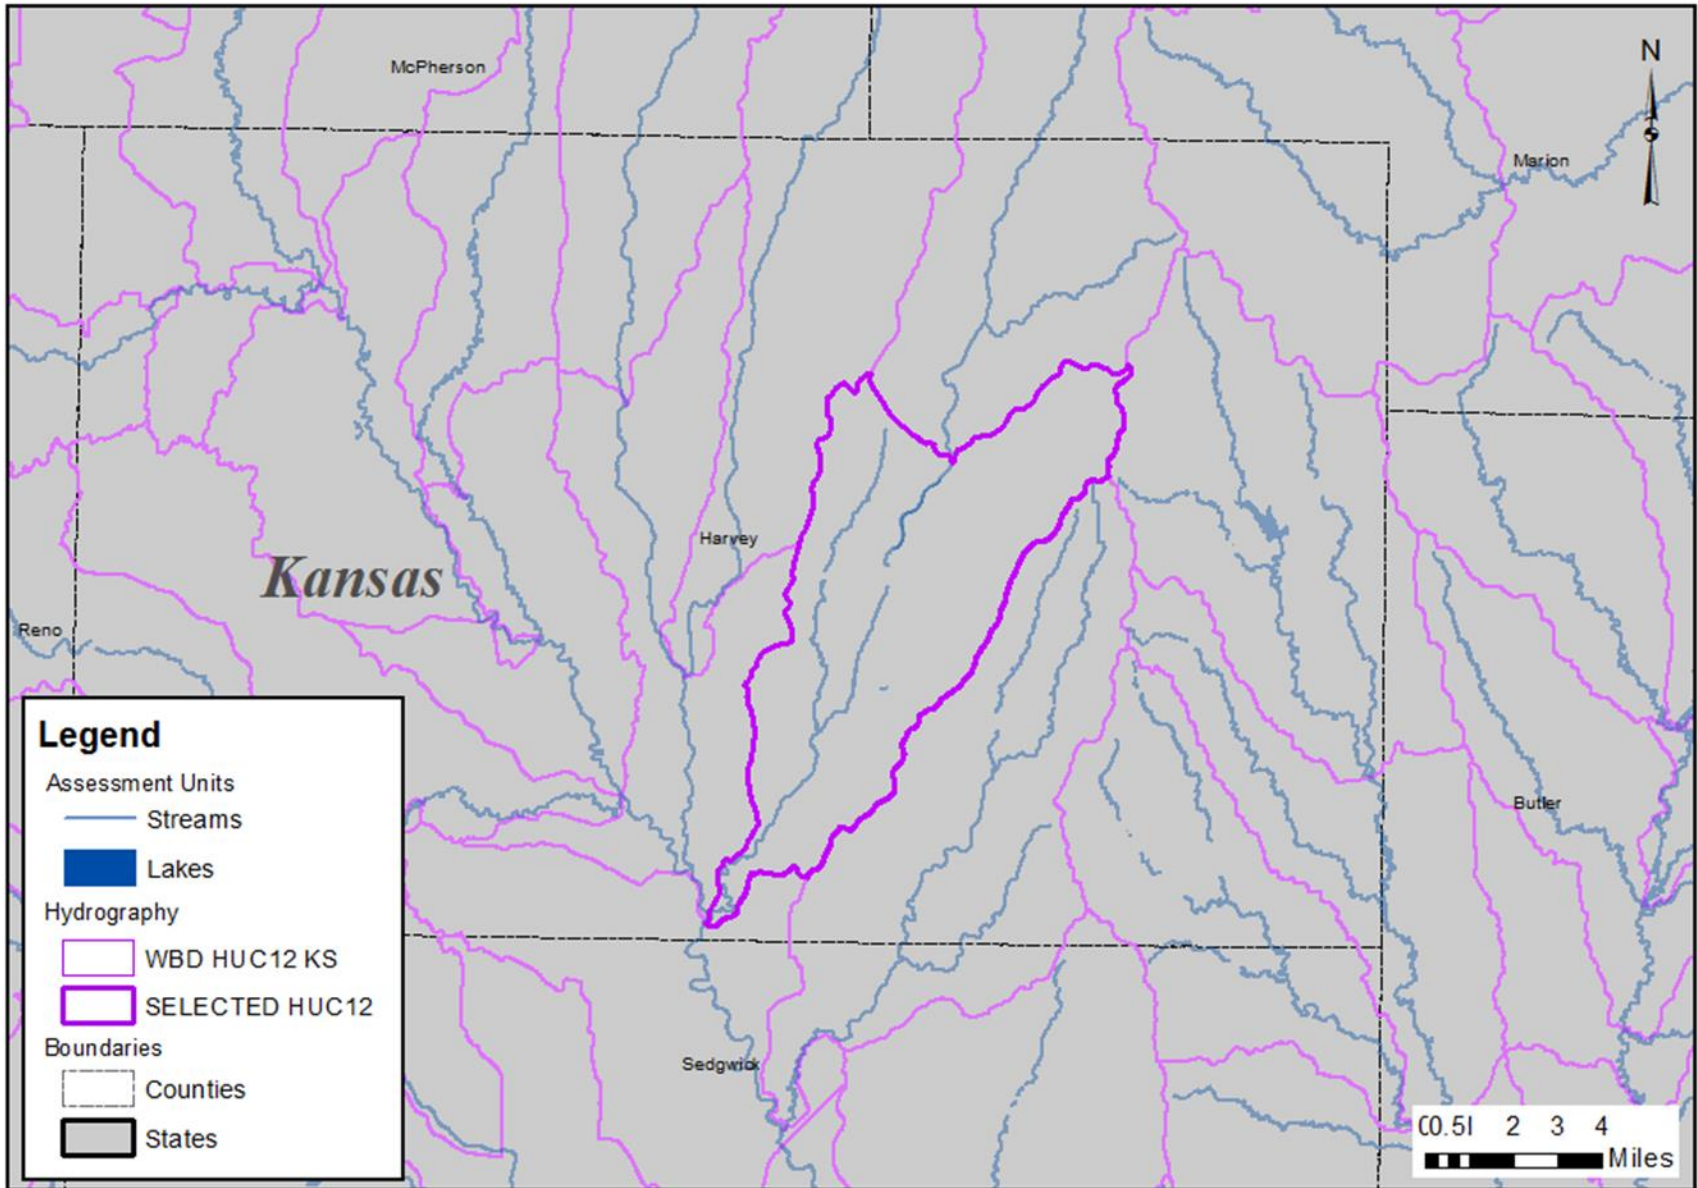 McPherson
N
Marion
Harvey
Kansas
Reno
Butler
Sedgwick
Legend
Assessment Units
Streams
Lakes
Hydrography
WBD HUC12 KS
SELECTED HUC12
Boundaries
Counties
States
2 3 4
Miles